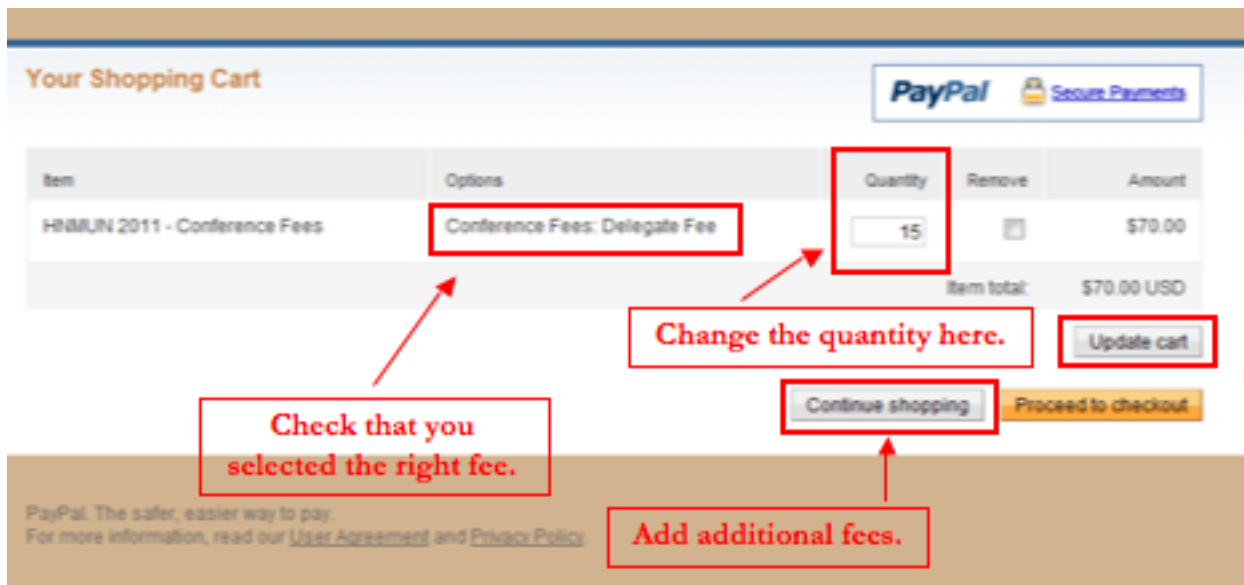 Your Shopping Cart
PayPal Secure Payments
Item Options Quantity Remove Amount
HNMUN 2011 - Conference Fees Conference Fees: Delegate Fee 15 $70.00
Item total: $70.00 USD
Change the quantity here.
Update cart
Continue shopping Proceed to checkout
Check that you
selected the right fee.
PayPal. The safer, easier way to pay.
For more information, read our User Agreement and Privacy Policy.
Add additional fees.